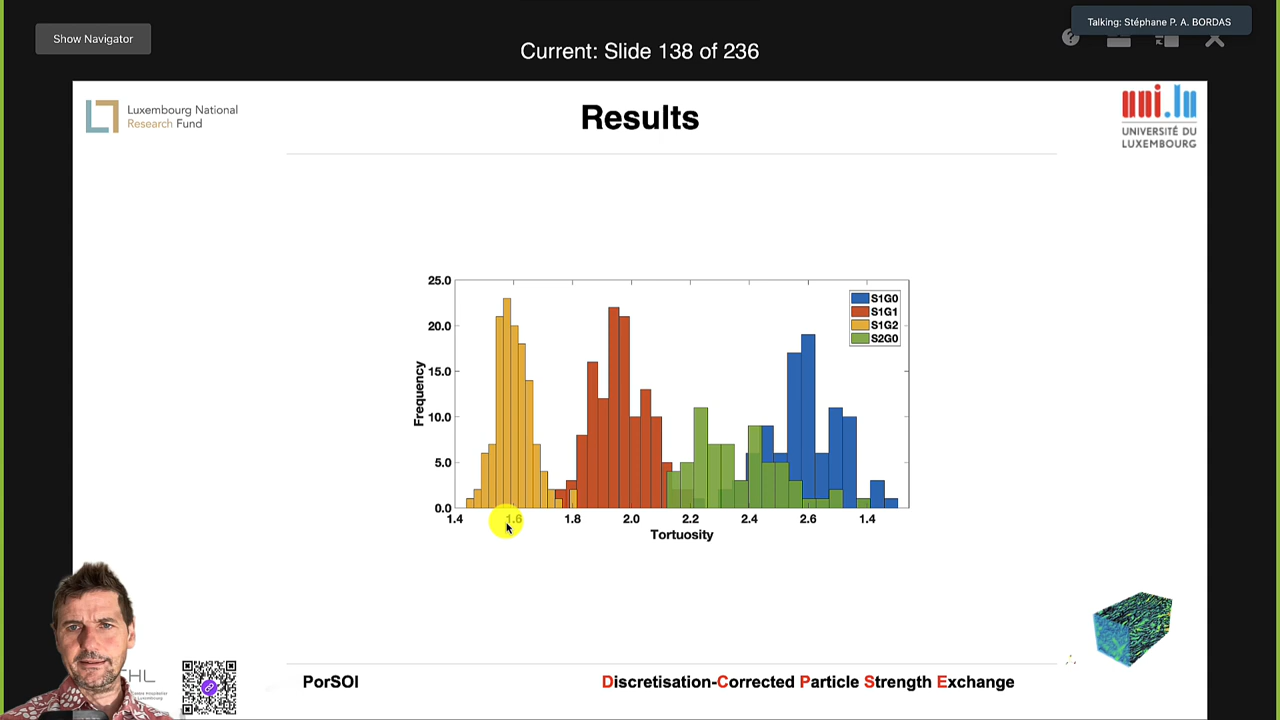 Talking: Stéphane P. A. BORDAS
Show Navigator
Current: Slide 138 of 236
Luxembourg National
Research Fund
Results
uni.lu
UNIVERSITÉ DU
LUXEMBOURG
25.0
20.0
15.0
10.0
5.0
0.0
Frequency
S1G0
S1G1
S1G2
S2G0
1.4 1.6 1.8 2.0 2.2 2.4 2.6 1.4
Tortuosity
PorSOI
Discretisation-Corrected Particle Strength Exchange